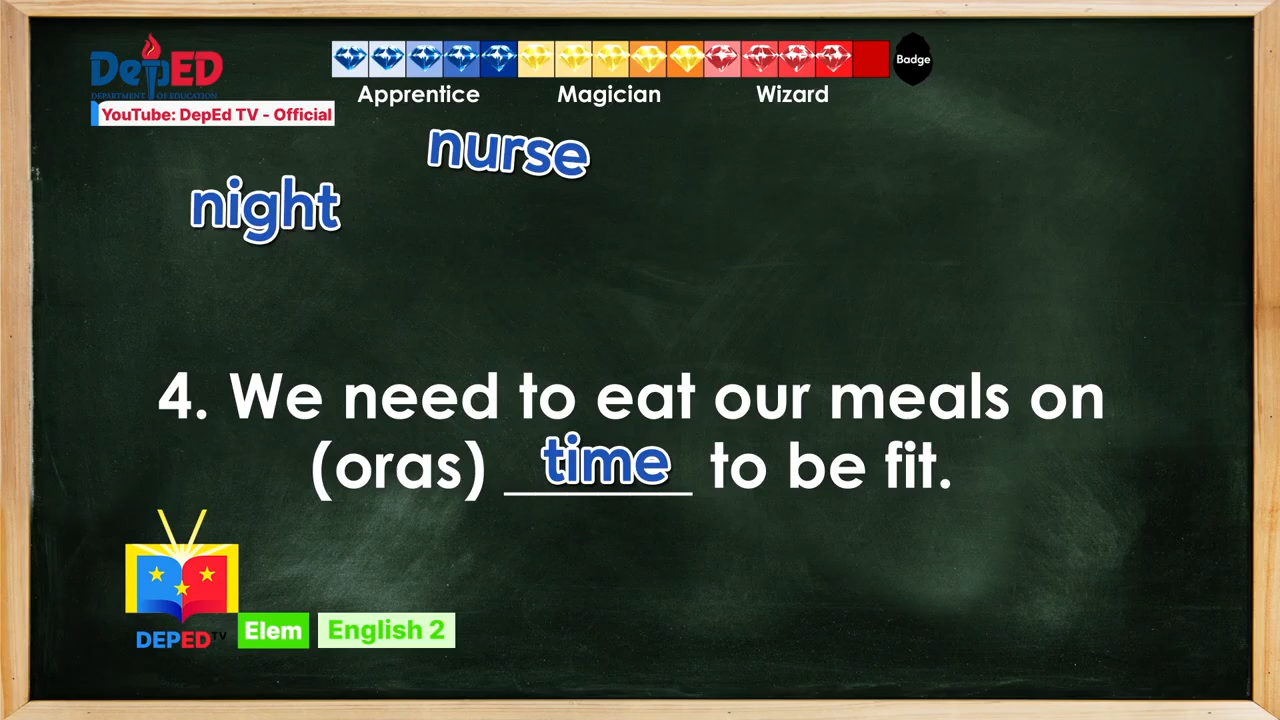 DepED
DEPARTMENT OF EDUCATION
YouTube: DepEd TV - Official
Badge
Apprentice Magician Wizard
nurse
night
4. We need to eat our meals on
(oras) ______ time to be fit.
DEPED TV
Elem English 2